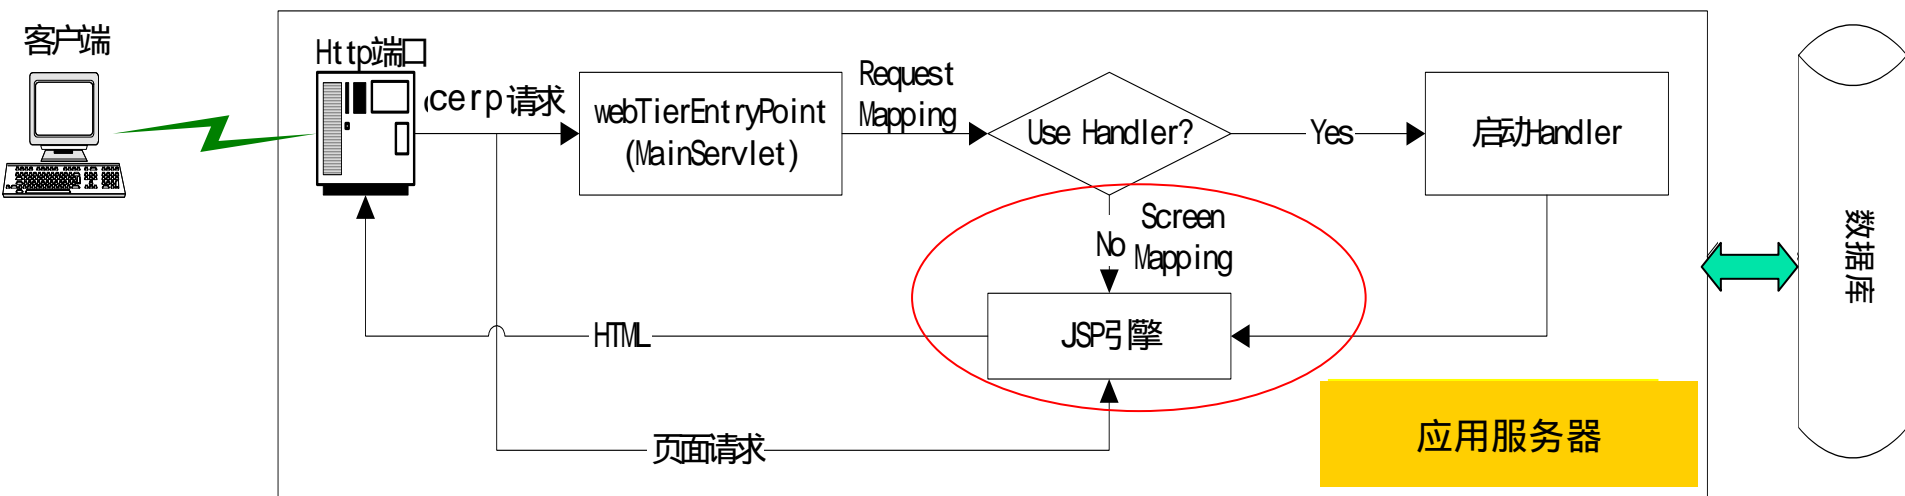 客户端
Http端口
cerp请求
webTierEntryPoint
(MainServlet)
Request
Mapping
Use Handler?
Yes
启动Handler
No
Screen
Mapping
JSP引擎
HTML
页面请求
应用服务器
数据库